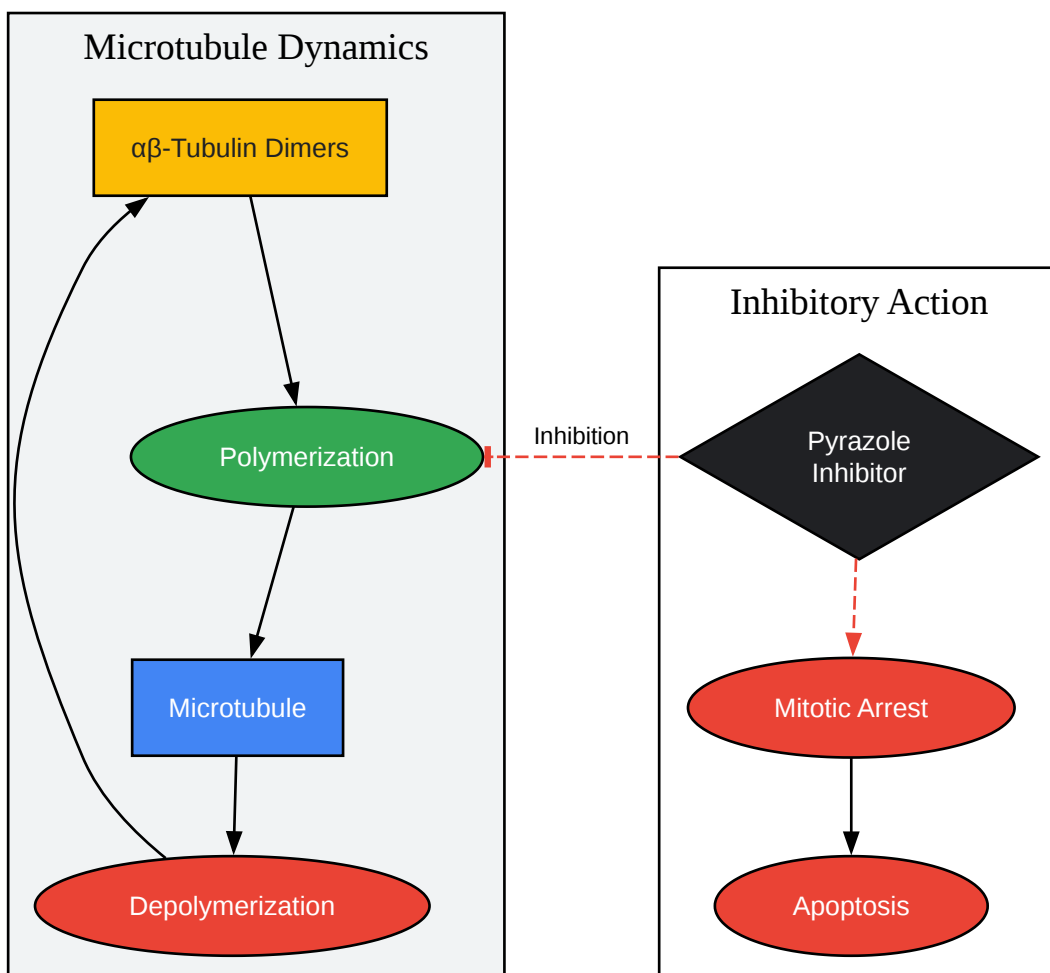 Microtubule Dynamics
αβ-Tubulin Dimers
Polymerization
Microtubule
Depolymerization
Inhibition
Inhibitory Action
Pyrazole
Inhibitor
Mitotic Arrest
Apoptosis